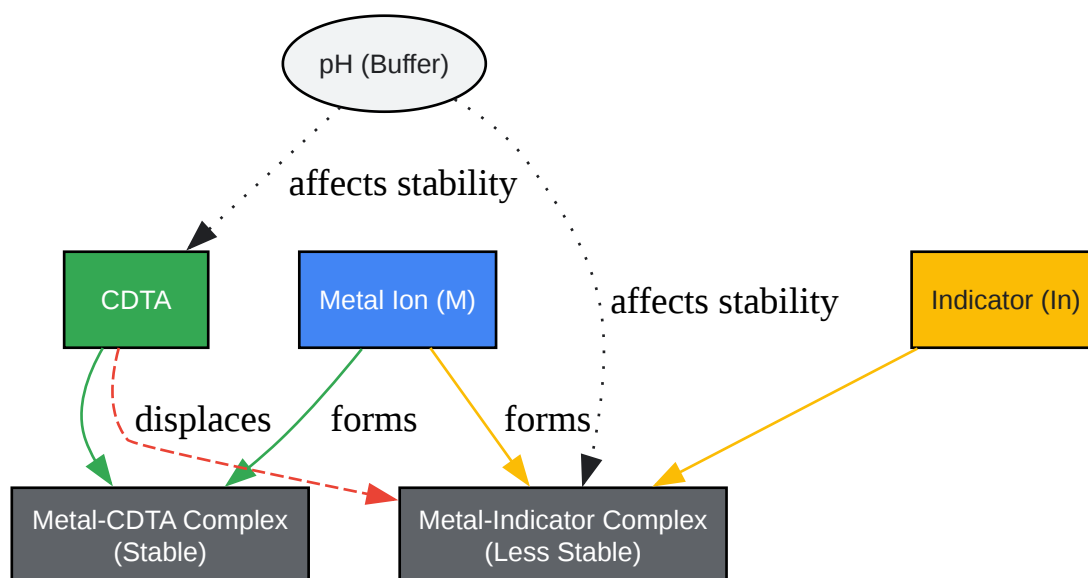 pH (Buffer)
affects stability
CDTA
Metal Ion (M)
affects stability
Indicator (In)
displaces
forms
forms
Metal-CDTA Complex
(Stable)
Metal-Indicator Complex
(Less Stable)